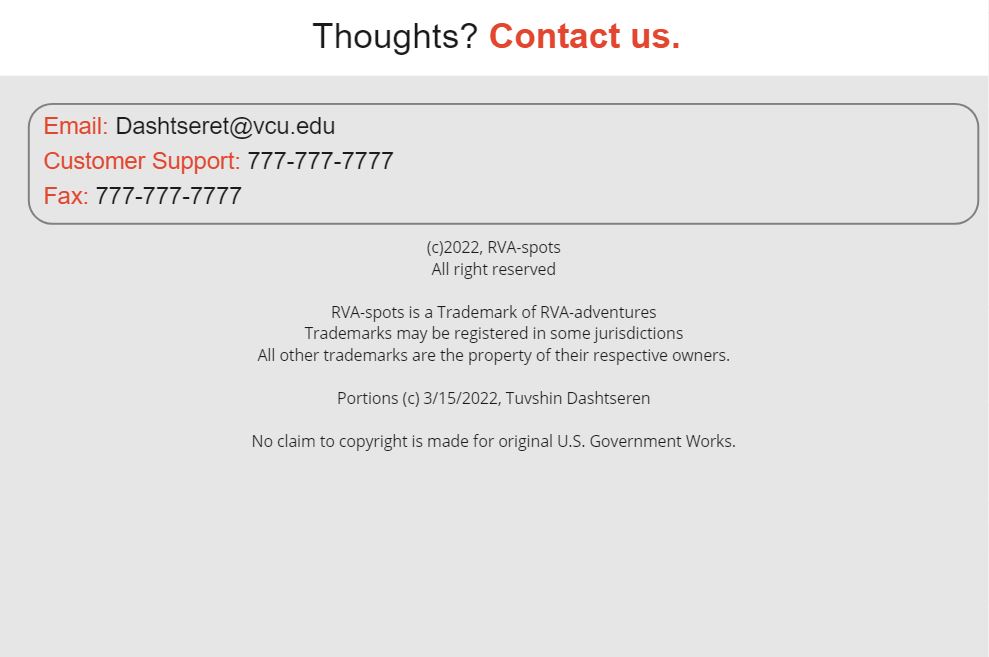 Thoughts? Contact us.
Email: Dashtseret@vcu.edu
Customer Support: 777-777-7777
Fax: 777-777-7777
(c)2022, RVA-spots
All right reserved
RVA-spots is a Trademark of RVA-adventures
Trademarks may be registered in some jurisdictions
All other trademarks are the property of their respective owners.
Portions (c) 3/15/2022, Tuvshin Dashtseren
No claim to copyright is made for original U.S. Government Works.